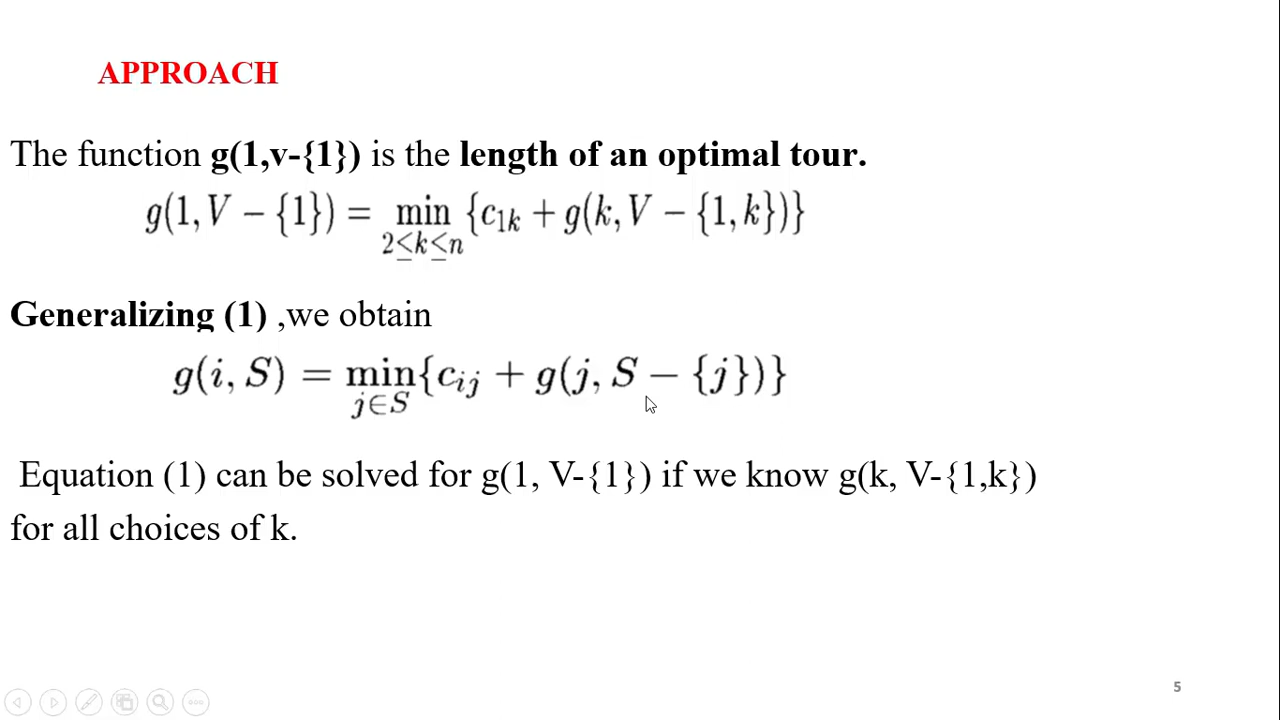 APPROACH
The function g(1,v-{1}) is the length of an optimal tour.
g(1, V − {1}) = min {c1k + g(k, V − {1, k})}
2≤k≤n
Generalizing (1) ,we obtain
g(i, S) = min{cij + g(j, S − {j})}
j∈S
Equation (1) can be solved for g(1, V-{1}) if we know g(k, V-{1,k})
for all choices of k.
5